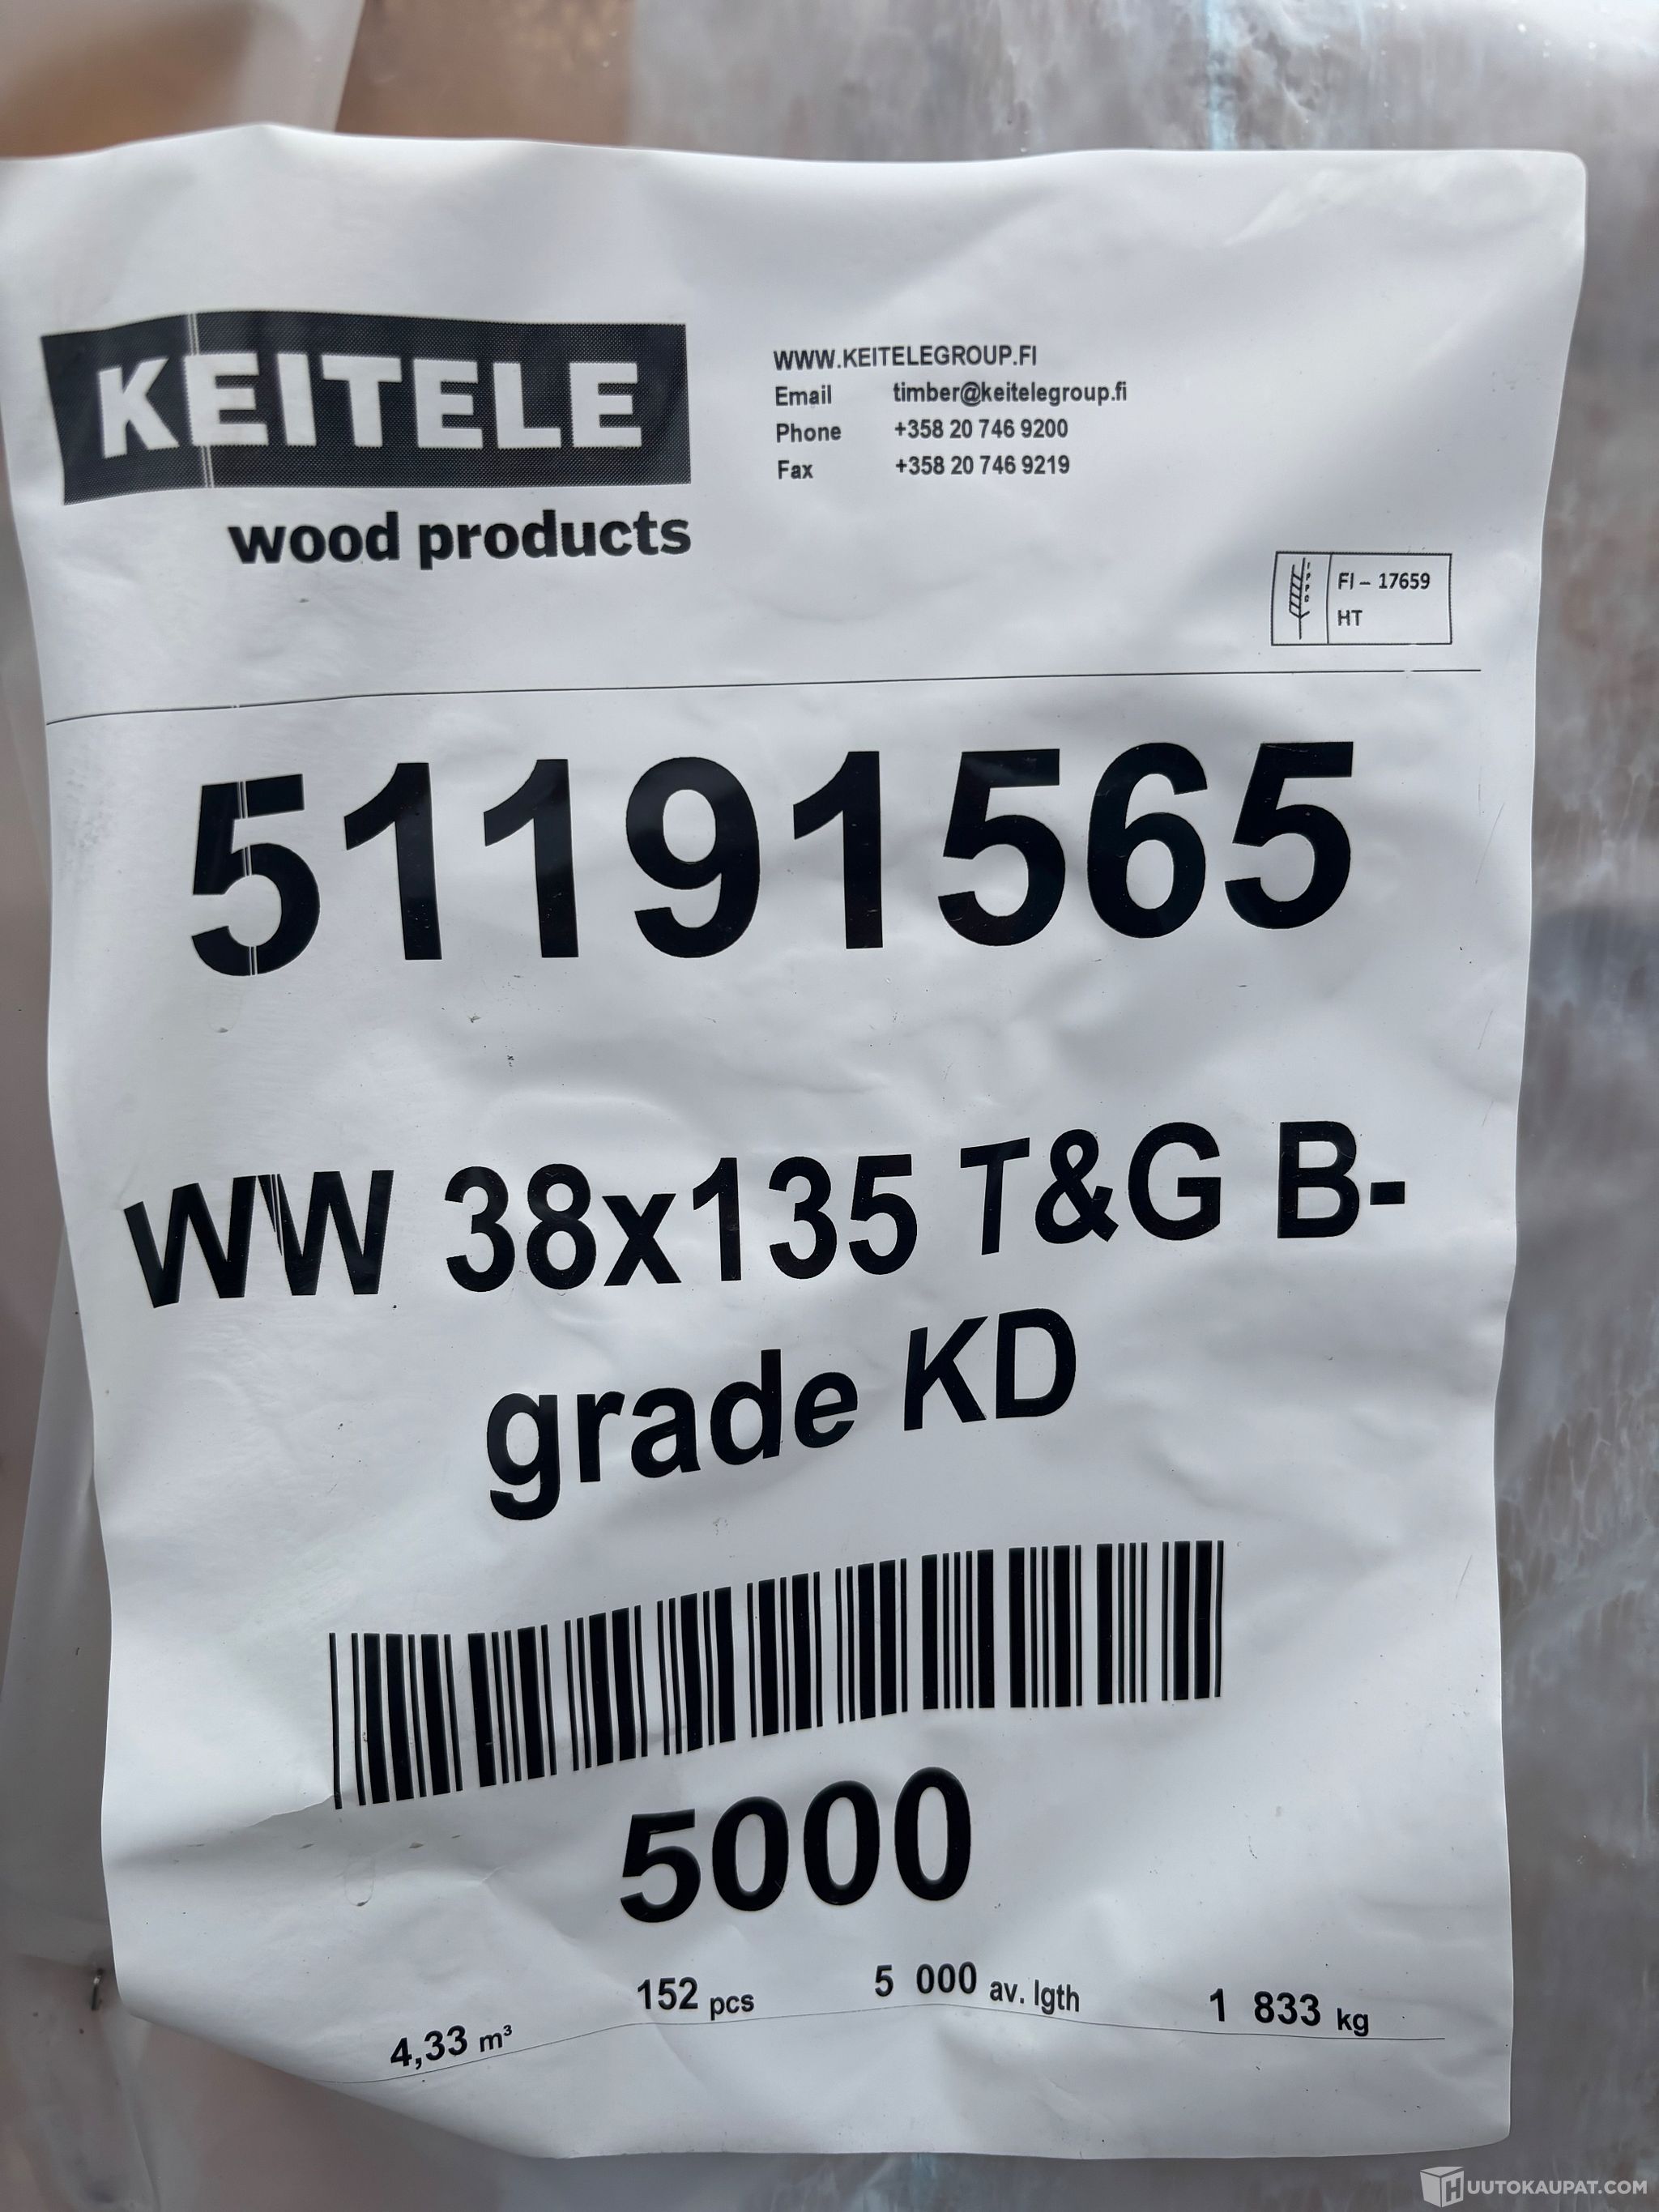 KEITELE
wood products
WWW.KEITELEGROUP.FI
Email timber@keitelegroup.fi
Phone +358 20 746 9200
Fax +358 20 746 9219
IPPC
FI – 17659
HT
51191565
WW 38x135 T&G B-
grade KD
5000
4,33 m³ 152 pcs 5 000 av. lgth 1 833 kg
HUUTOKAUPAT.COM